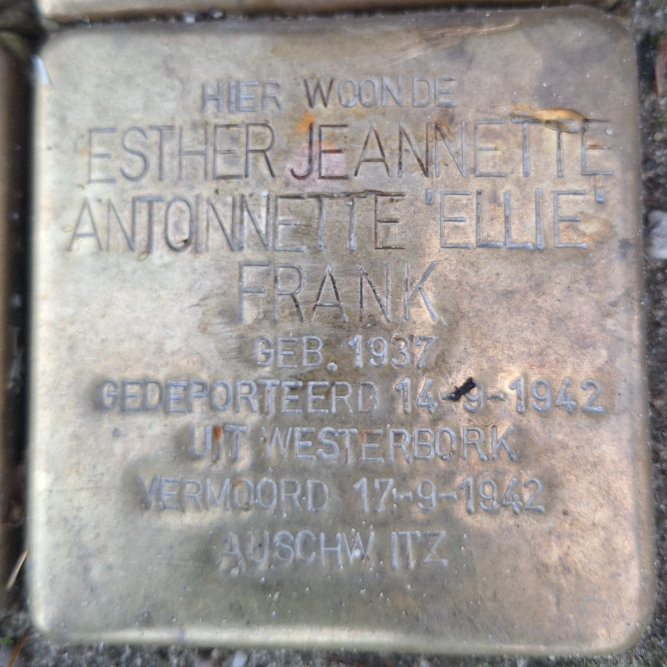 HIER WOONDE
ESTHER JEANNETTE
ANTOINNETTE 'ELLIE'
FRANK
GEB. 1937
GEDEPORTEERD 14-9-1942
UIT WESTERBORK
VERMOORD 17-9-1942
AUSCHWITZ